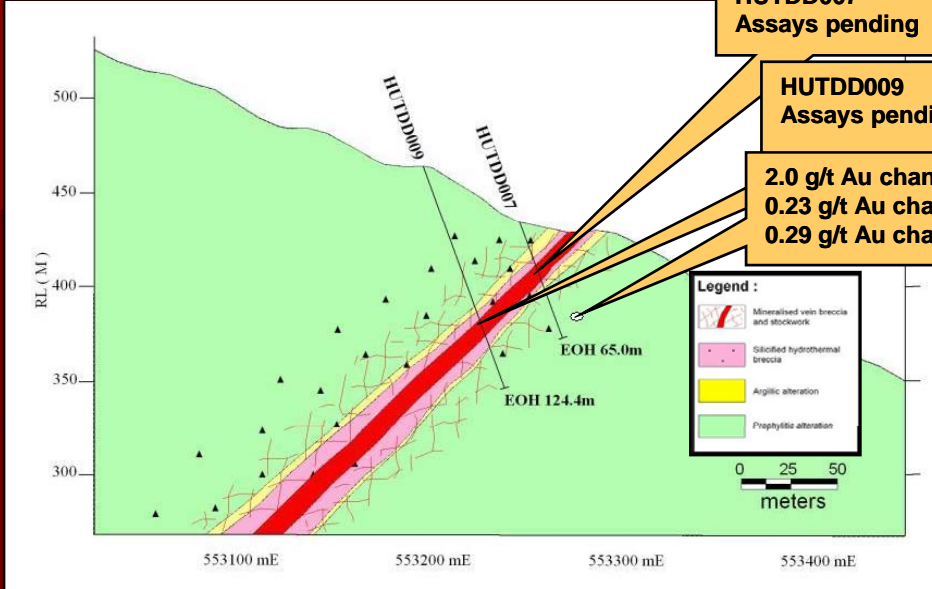 HUTDD007
Assays pending
HUTDD009
Assays pendi
2.0 g/t Au chan
0.23 g/t Au cha
0.29 g/t Au cha
500
450
400
350
300
RL ( M )
HUTDD009
HUTDD007
EOH 65.0m
EOH 124.4m
Legend :
Mineralised vein breccia
and stockwork
Silicified hydrothermal
breccia
Argillic alteration
Prophylitis alteration
0 25 50
meters
553100 mE
553200 mE
553300 mE
553400 mE